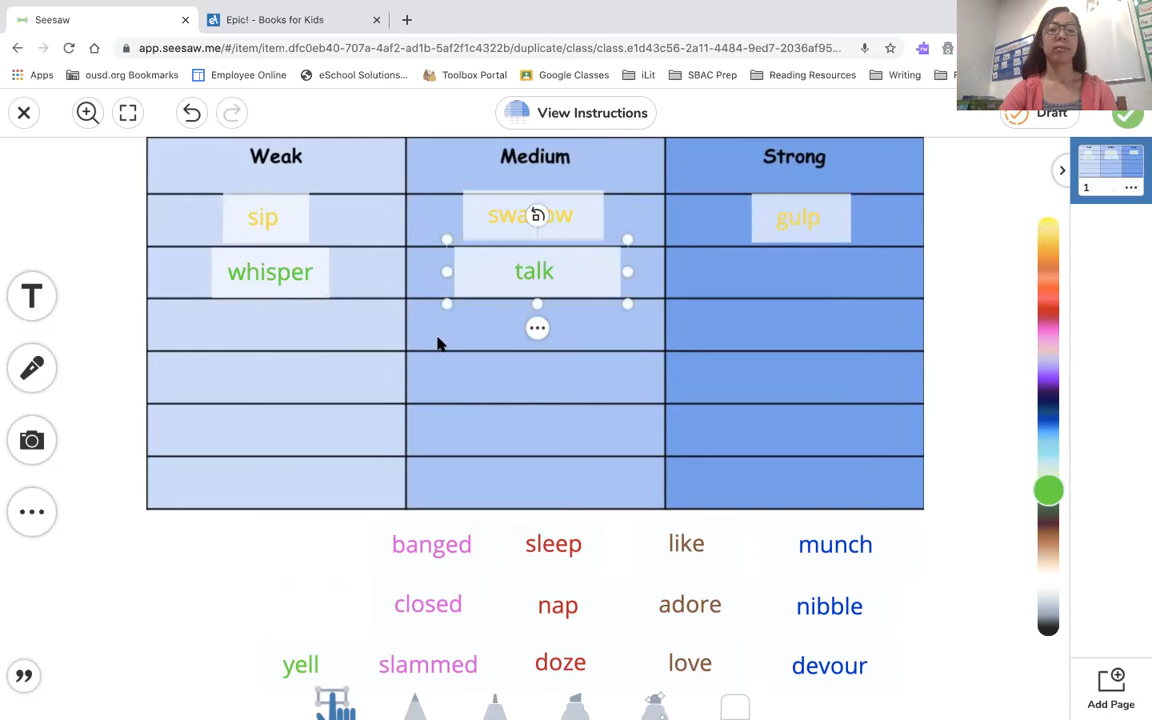 Seesaw
Epic! - Books for Kids
app.seesaw.me/#/item/item.dfc0eb40-707a-4af2-ad1b-5af2f1c4322b/duplicate/class/class.e1d43c56-2a11-4484-9ed7-2036af95...
Apps
ousd.org Bookmarks
Employee Online
eSchool Solutions...
Toolbox Portal
Google Classes
iLit
SBAC Prep
Reading Resources
Writing
View Instructions
Draft
Weak Medium Strong
sip swallow gulp
whisper talk
banged sleep like munch
closed nap adore nibble
yell slammed doze love devour
T
1
Add Page